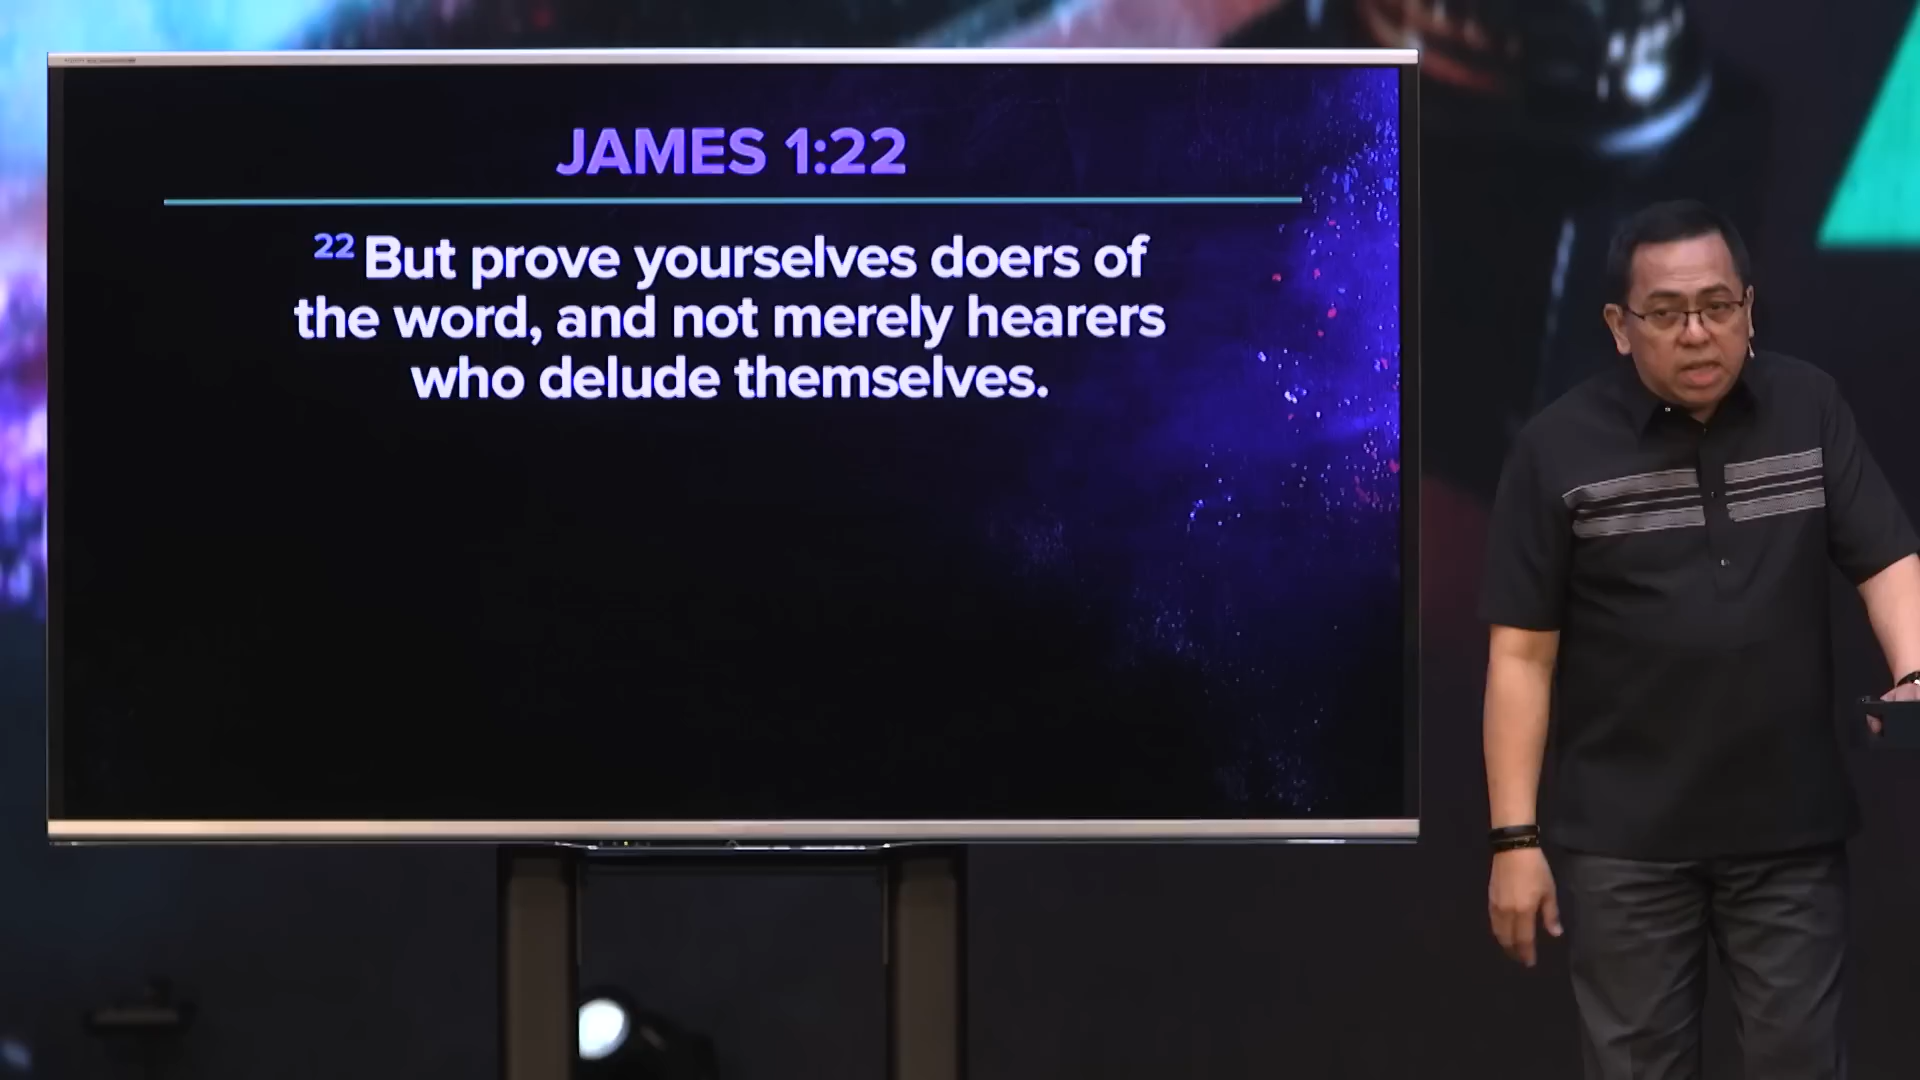 JAMES 1:22
22 But prove yourselves doers of
the word, and not merely hearers
who delude themselves.